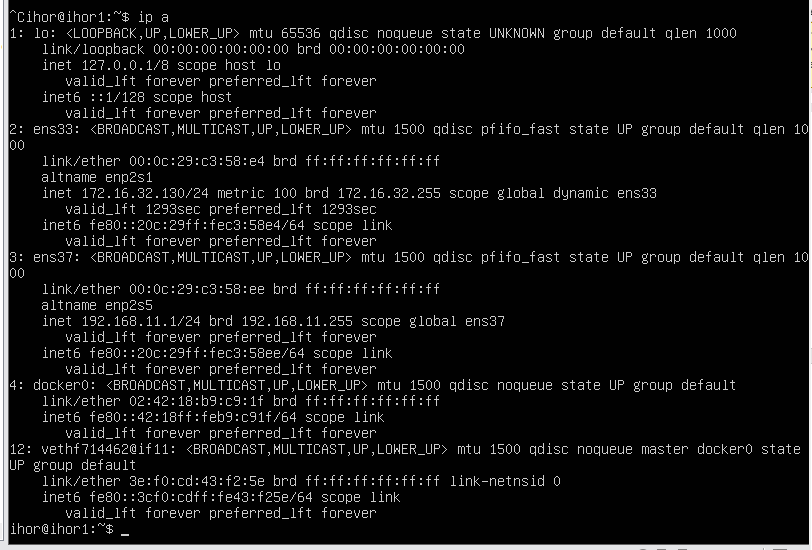 ^Cihor@ihor1:~$ ip a
1: lo: <LOOPBACK,UP,LOWER_UP> mtu 65536 qdisc noqueue state UNKNOWN group default qlen 1000
    link/loopback 00:00:00:00:00:00 brd 00:00:00:00:00:00
    inet 127.0.0.1/8 scope host lo
       valid_lft forever preferred_lft forever
    inet6 ::1/128 scope host
       valid_lft forever preferred_lft forever
2: ens33: <BROADCAST,MULTICAST,UP,LOWER_UP> mtu 1500 qdisc pfifo_fast state UP group default qlen 10
00
    link/ether 00:0c:29:c3:58:e4 brd ff:ff:ff:ff:ff:ff
    altname enp2s1
    inet 172.16.32.130/24 metric 100 brd 172.16.32.255 scope global dynamic ens33
       valid_lft 1293sec preferred_lft 1293sec
    inet6 fe80::20c:29ff:fec3:58e4/64 scope link
       valid_lft forever preferred_lft forever
3: ens37: <BROADCAST,MULTICAST,UP,LOWER_UP> mtu 1500 qdisc pfifo_fast state UP group default qlen 10
00
    link/ether 00:0c:29:c3:58:ee brd ff:ff:ff:ff:ff:ff
    altname enp2s5
    inet 192.168.11.1/24 brd 192.168.11.255 scope global ens37
       valid_lft forever preferred_lft forever
    inet6 fe80::20c:29ff:fec3:58ee/64 scope link
       valid_lft forever preferred_lft forever
4: docker0: <BROADCAST,MULTICAST,UP,LOWER_UP> mtu 1500 qdisc noqueue state UP group default
    link/ether 02:42:18:b9:c9:1f brd ff:ff:ff:ff:ff:ff
    inet6 fe80::42:18ff:feb9:c91f/64 scope link
       valid_lft forever preferred_lft forever
12: vethf714462@if11: <BROADCAST,MULTICAST,UP,LOWER_UP> mtu 1500 qdisc noqueue master docker0 state
UP group default
    link/ether 3e:f0:cd:43:f2:5e brd ff:ff:ff:ff:ff:ff link-netnsid 0
    inet6 fe80::3cf0:cdff:fe43:f25e/64 scope link
       valid_lft forever preferred_lft forever
ihor@ihor1:~$ _